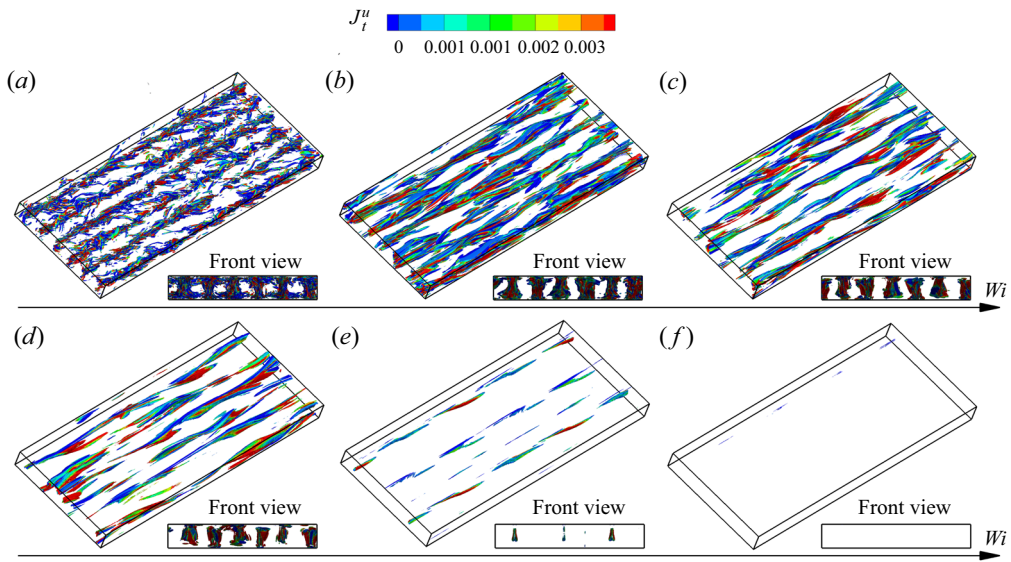 J_t^u
0 0.001 0.001 0.002 0.003
(a) (b) (c)
Front view Front view Front view
Wi
(d) (e) (f)
Front view Front view Front view
Wi